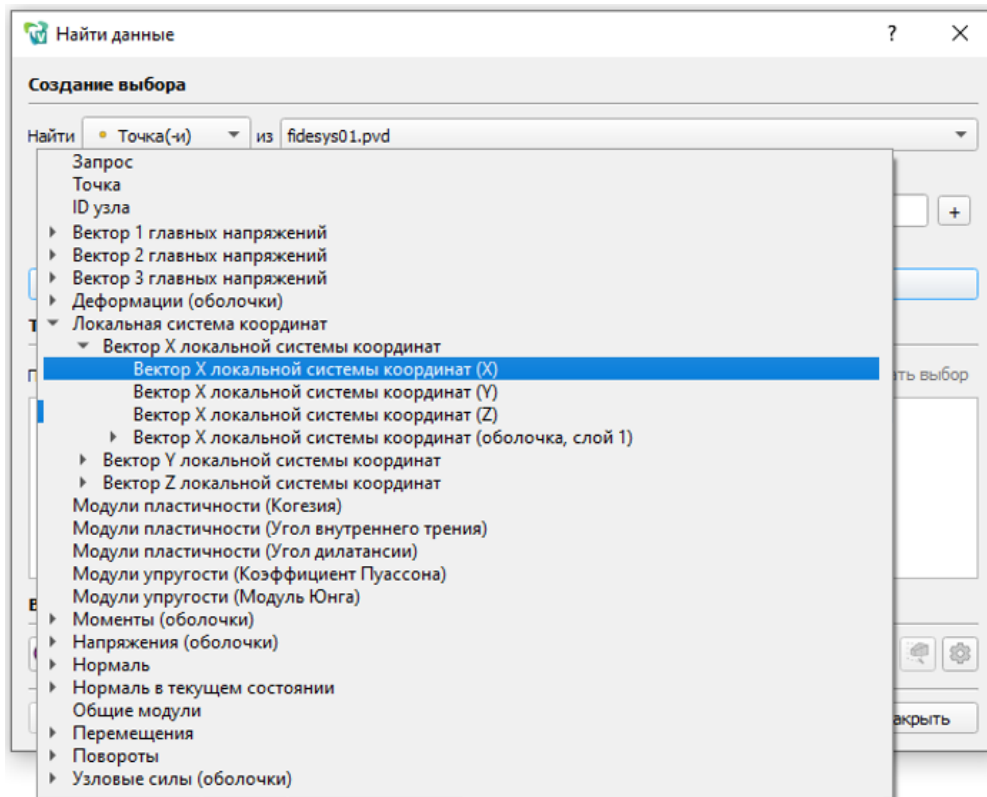 Найти данные
?
Создание выбора
Найти Точка(-и) из fidesys01.pvd
Запрос
Точка
ID узла
+
Вектор 1 главных напряжений
Вектор 2 главных напряжений
Вектор 3 главных напряжений
Деформации (оболочки)
Локальная система координат
Вектор X локальной системы координат
Вектор X локальной системы координат (X)
Вектор X локальной системы координат (Y)
Вектор X локальной системы координат (Z)
Вектор X локальной системы координат (оболочка, слой 1)
Вектор Y локальной системы координат
Вектор Z локальной системы координат
Модули пластичности (Когезия)
Модули пластичности (Угол внутреннего трения)
Модули пластичности (Угол дилатансии)
Модули упругости (Коэффициент Пуассона)
Модули упругости (Модуль Юнга)
Моменты (оболочки)
Напряжения (оболочки)
Нормаль
Нормаль в текущем состоянии
Общие модули
Перемещения
Повороты
Узловые силы (оболочки)
ть выбор
акрыть